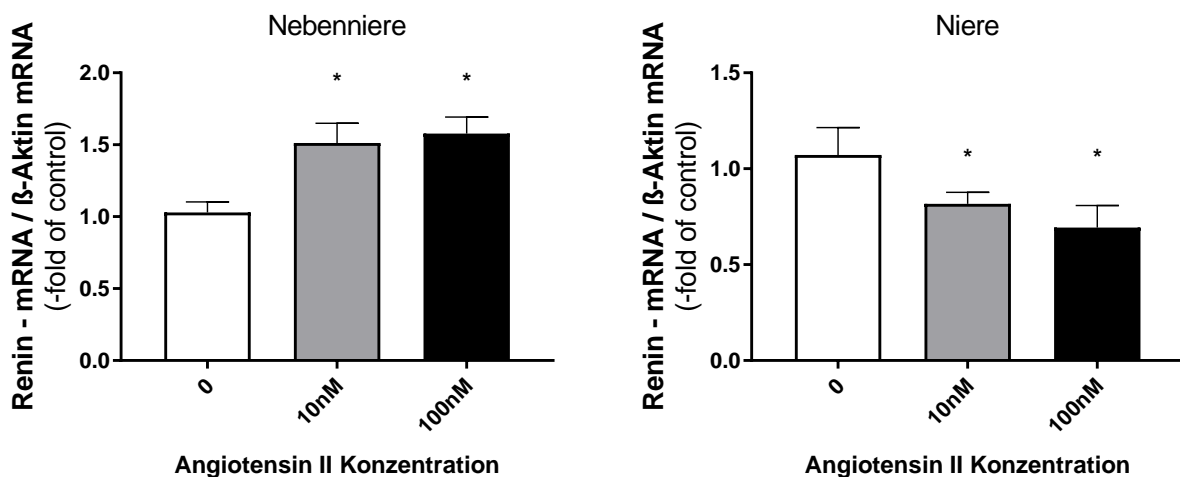 Nebenniere
Renin - mRNA / ß-Aktin mRNA
(-fold of control)
2.0
1.5
1.0
0.5
0.0
*
*
0
10nM
100nM
Angiotensin II Konzentration
Niere
Renin - mRNA / ß-Aktin mRNA
(-fold of control)
1.5
1.0
0.5
0.0
*
*
0
10nM
100nM
Angiotensin II Konzentration